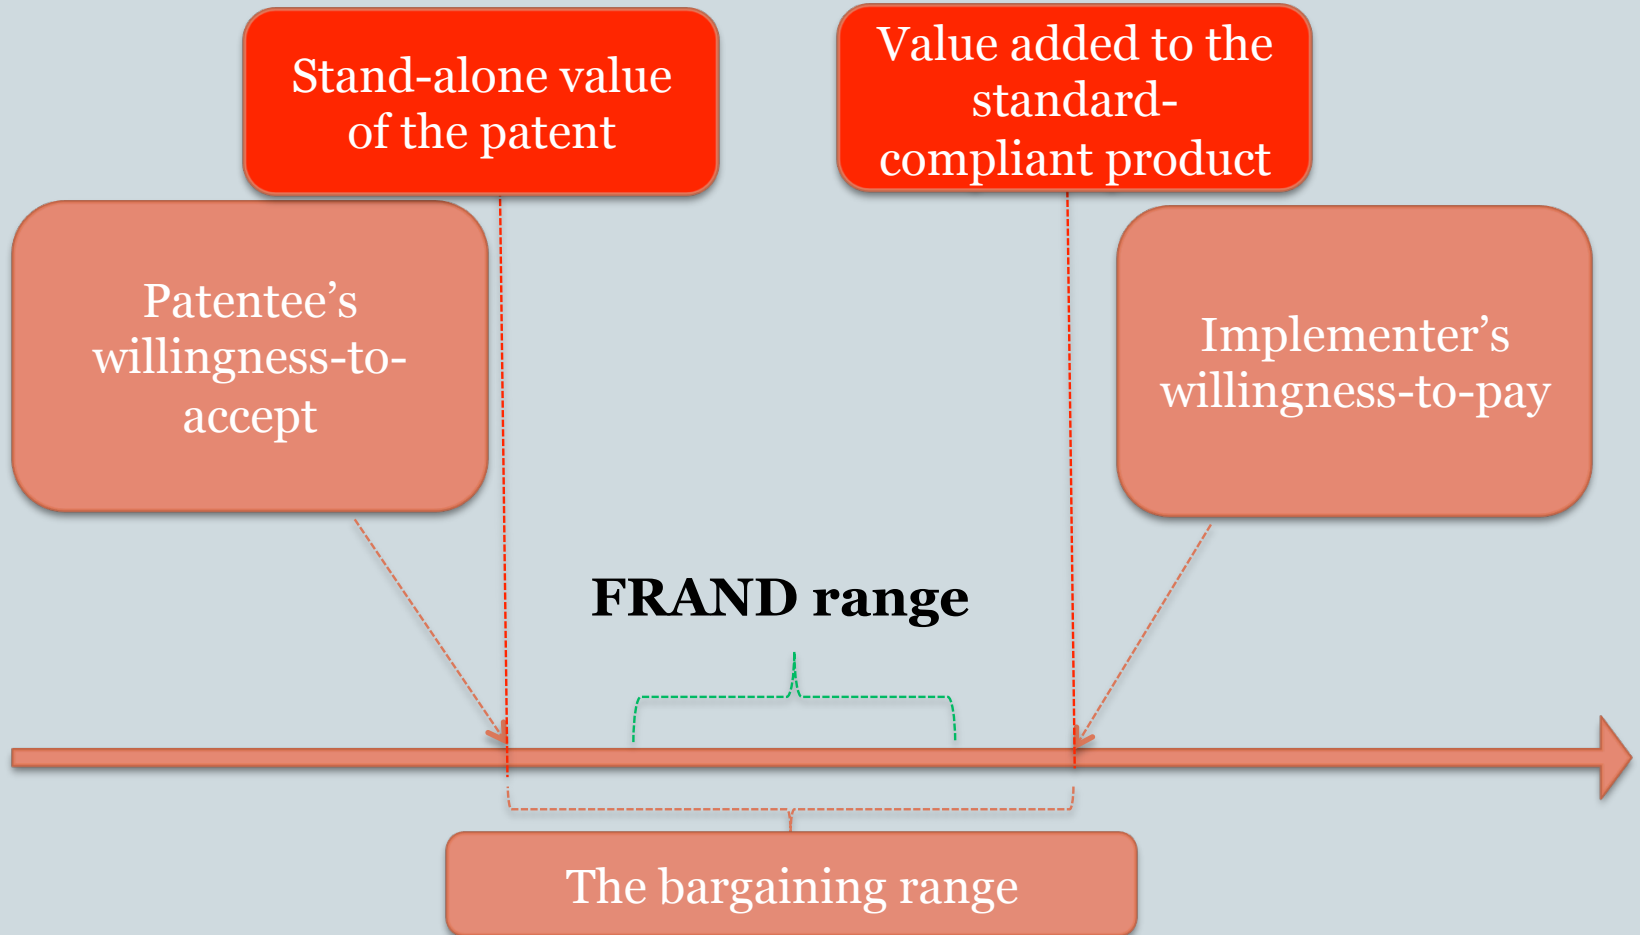 Stand-alone value
of the patent
Value added to the
standard-
compliant product
Patentee’s
willingness-to-
accept
Implementer’s
willingness-to-pay
FRAND range
The bargaining range